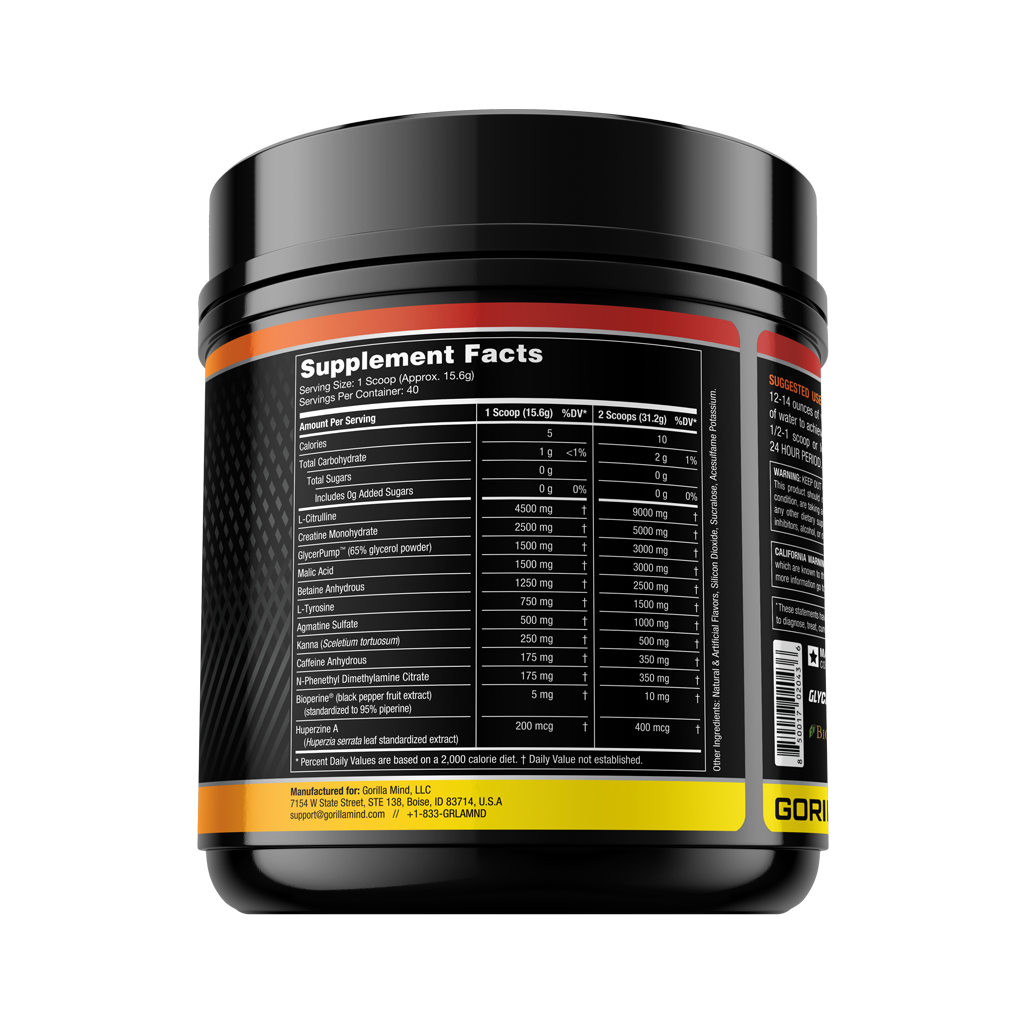 Supplement Facts
Serving Size: 1 Scoop (Approx. 15.6g)
Servings Per Container: 40
Amount Per Serving 1 Scoop (15.6g) %DV* 2 Scoops (31.2g) %DV*
Calories 5 10
Total Carbohydrate 1 g <1% 2 g 1%
Total Sugars 0 g 0 g
Includes 0g Added Sugars 0 g 0% 0 g 0%
L-Citrulline 4500 mg † 9000 mg †
Creatine Monohydrate 2500 mg † 5000 mg †
GlycerPump™ (65% glycerol powder) 1500 mg † 3000 mg †
Malic Acid 1500 mg † 3000 mg †
Betaine Anhydrous 1250 mg † 2500 mg †
L-Tyrosine 750 mg † 1500 mg †
Agmatine Sulfate 500 mg † 1000 mg †
Kanna (Sceletium tortuosum) 250 mg † 500 mg †
Caffeine Anhydrous 175 mg † 350 mg †
N-Phenethyl Dimethylamine Citrate 175 mg † 350 mg †
Bioperine® (black pepper fruit extract) 5 mg † 10 mg †
(standardized to 95% piperine)
Huperzine A 200 mcg † 400 mcg †
(Huperzia serrata leaf standardized extract)
* Percent Daily Values are based on a 2,000 calorie diet. † Daily Value not established.
Other Ingredients: Natural & Artificial Flavors, Silicon Dioxide, Sucralose, Acesulfame Potassium.
Manufactured for: Gorilla Mind, LLC
7154 W State Street, STE 138, Boise, ID 83714, U.S.A
support@gorillamind.com // +1-833-GRLAMND
SUGGESTED USE
12-14 ounces of
of water to achieve
1/2-1 scoop or
24 HOUR PERIOD.
WARNING: KEEP OUT
This product should
condition, are taking
any other dietary
inhibitors, alcohol, or
CALIFORNIA WARNING
which are known to
more information go to
*These statements
to diagnose, treat,
8 50017 02043 6
GORI